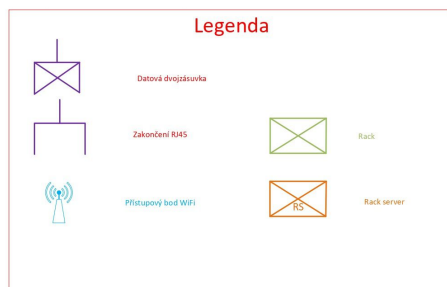 Legenda
Datová dvojzásuvka
Zakončení RJ45
Rack
Přístupový bod WiFi
RS
Rack server